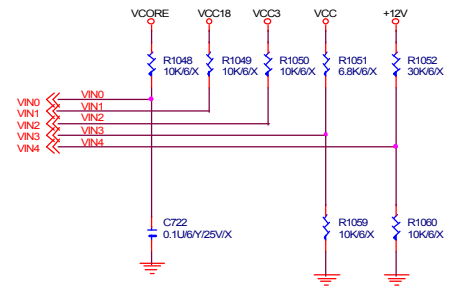 VCORE VCC18 VCC3 VCC +12V
R1048 R1049 R1050 R1051 R1052
10K/6/X 10K/6/X 10K/6/X 6.8K/6/X 30K/6/X
VIN0 VIN0
VIN1 VIN1
VIN2 VIN2
VIN3 VIN3
VIN4 VIN4
C722 R1059 R1060
0.1U/6/Y/25V/X 10K/6/X 10K/6/X